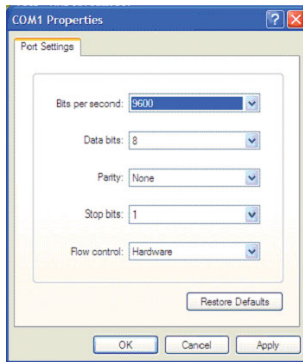 COM1 Properties
Port Settings
Bits per second: 9600
Data bits: 8
Parity: None
Stop bits: 1
Flow control: Hardware
Restore Defaults
OK Cancel Apply